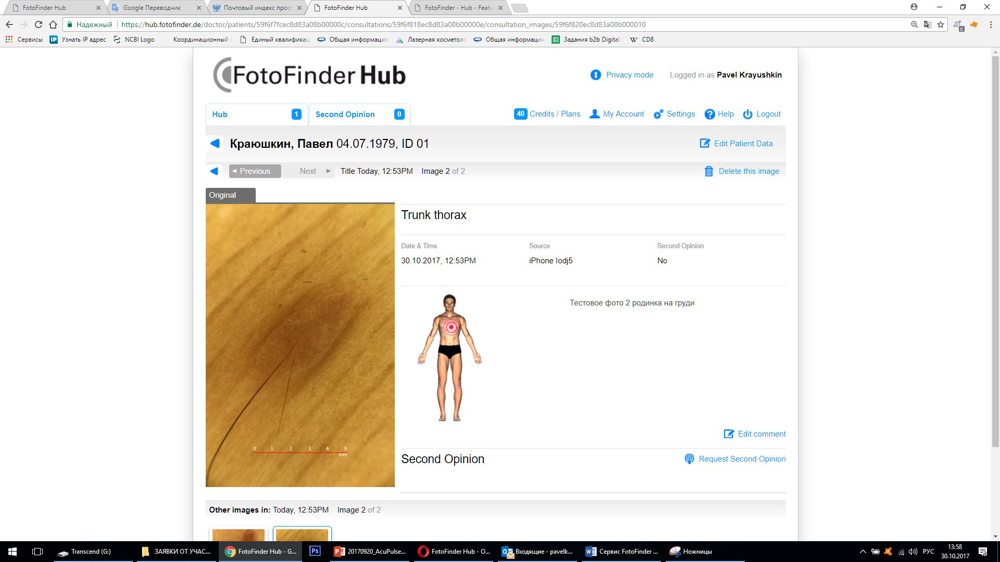 FotoFinder Hub
Google Переводчик
Почтовый индекс прос
FotoFinder Hub
FotoFinder - Hub - Featu
Надежный
https://hub.fotofinder.de/doctor/patients/59f6f7fcec8d83a08b00000c/consultations/59f6f818ec8d83a08b00000e/consultation_images/59f6f820ec8d83a08b000010
0
Сервисы
Узнать IP адрес
NCBI Logo
Координационный
Единый квалификац
Общая информация
Лазерная косметоло
Общая информация
Задания b2b Digital
CD8
FotoFinder Hub
Privacy mode
Logged in as Pavel Krayushkin
Hub 1
Second Opinion 0
40 Credits / Plans
My Account
Settings
Help
Logout
Краюшкин, Павел 04.07.1979, ID 01
Edit Patient Data
Previous
Next
Title Today, 12:53PM
Image 2 of 2
Delete this image
Original
Trunk thorax
Date & Time
Source
Second Opinion
30.10.2017, 12:53PM
iPhone Iodj5
No
Тестовое фото 2 родинка на груди
0 1 2 3 4 5
mm
Edit comment
Second Opinion
Request Second Opinion
Other images in: Today, 12:53PM Image 2 of 2
Transcend (G:)
ЗАЯВКИ ОТ УЧАС...
FotoFinder Hub - G...
Ps
20170920_AcuPulse...
FotoFinder Hub - O...
Входящие - pavelk...
Сервис FotoFinder ...
Ножницы
РУС
13:58
30.10.2017